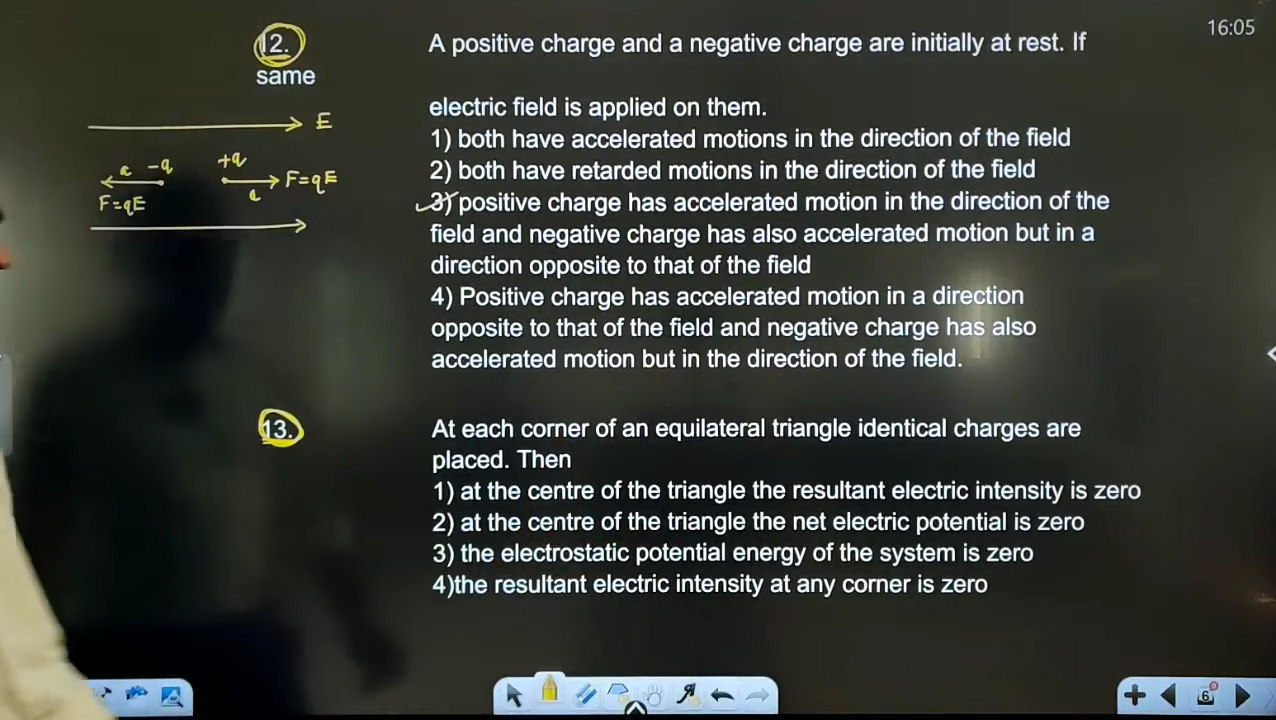 16:05
12. A positive charge and a negative charge are initially at rest. If
same
electric field is applied on them.
E
-q a
+q
F=qE
a
F=qE
1) both have accelerated motions in the direction of the field
2) both have retarded motions in the direction of the field
3) positive charge has accelerated motion in the direction of the
field and negative charge has also accelerated motion but in a
direction opposite to that of the field
4) Positive charge has accelerated motion in a direction
opposite to that of the field and negative charge has also
accelerated motion but in the direction of the field.
13. At each corner of an equilateral triangle identical charges are
placed. Then
1) at the centre of the triangle the resultant electric intensity is zero
2) at the centre of the triangle the net electric potential is zero
3) the electrostatic potential energy of the system is zero
4)the resultant electric intensity at any corner is zero
6